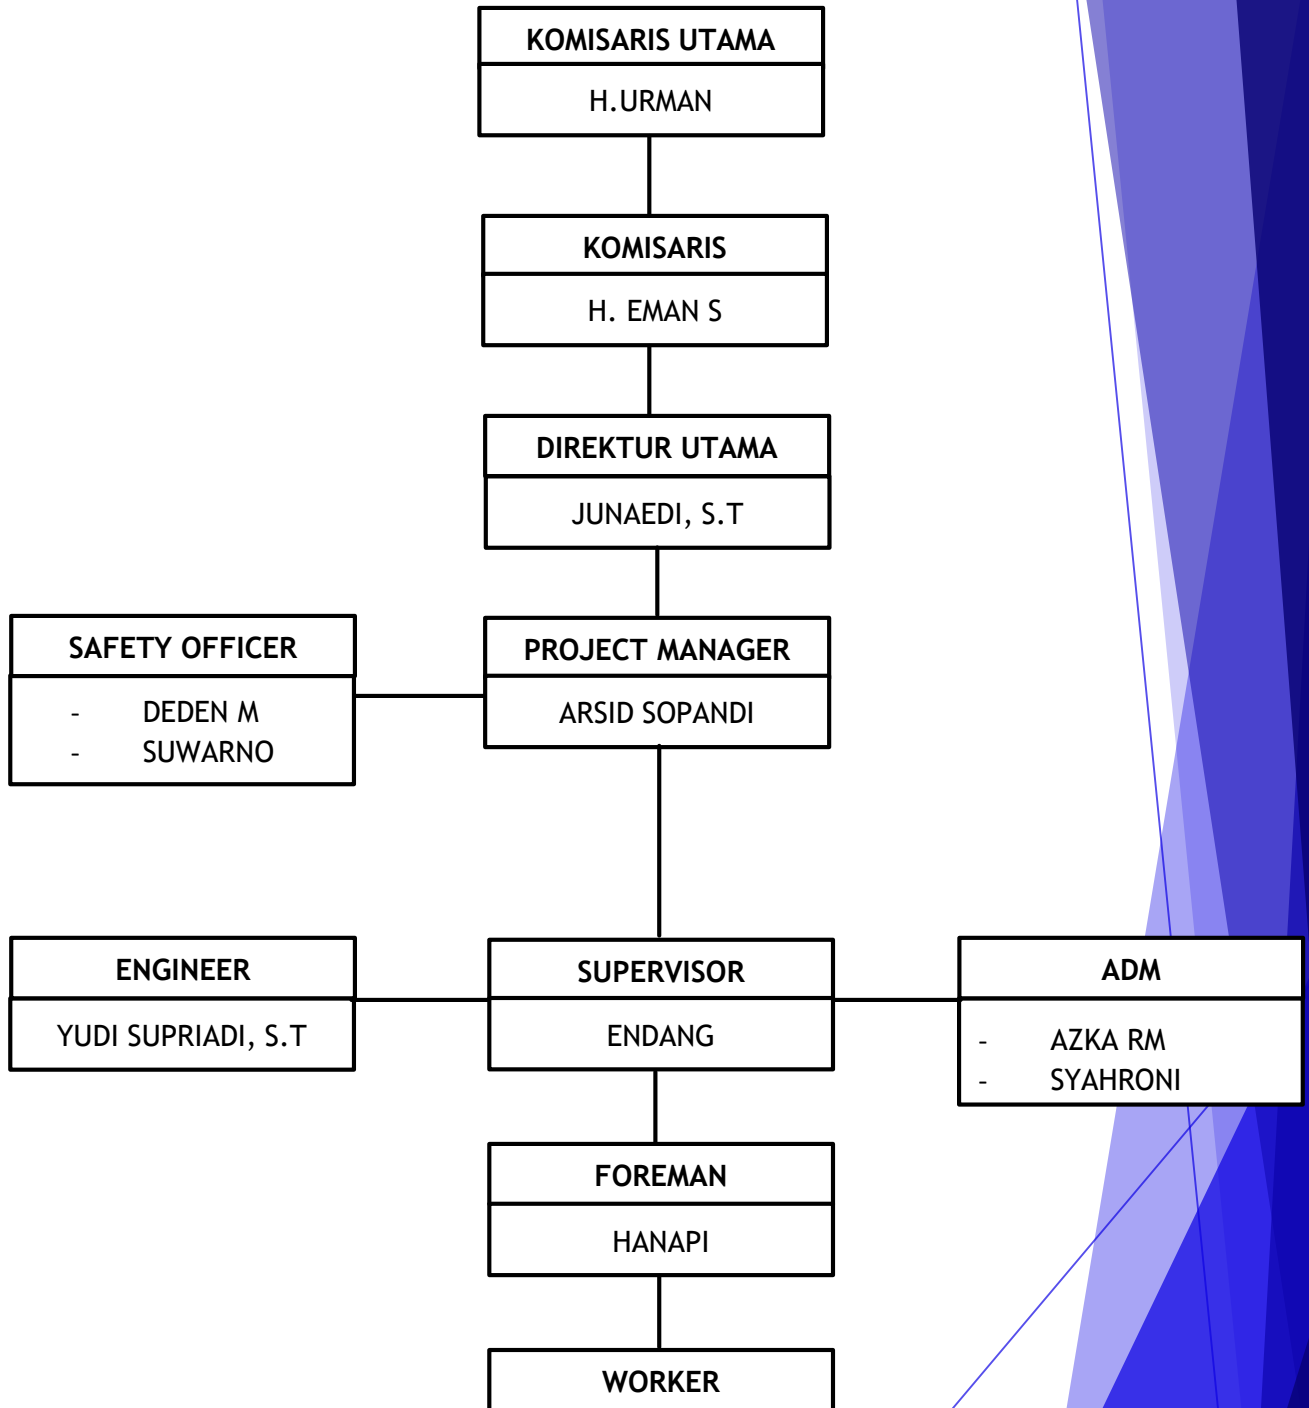 KOMISARIS UTAMA
H.URMAN
KOMISARIS
H. EMAN S
DIREKTUR UTAMA
JUNAEDI, S.T
SAFETY OFFICER
- DEDEN M
- SUWARNO
PROJECT MANAGER
ARSID SOPANDI
ENGINEER
YUDI SUPRIADI, S.T
SUPERVISOR
ENDANG
ADM
- AZKA RM
- SYAHRONI
FOREMAN
HANAPI
WORKER